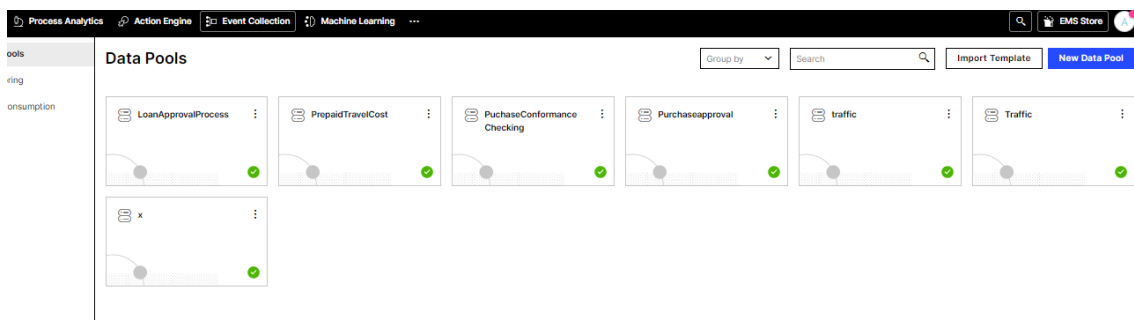 Process Analytics Action Engine Event Collection Machine Learning ... EMS Store A
ools
Data Pools
Group by Search Import Template New Data Pool
ring
onsumption
LoanApprovalProcess PrepaidTravelCost PuchaseConformance Purchaseapproval traffic Traffic
Checking
x